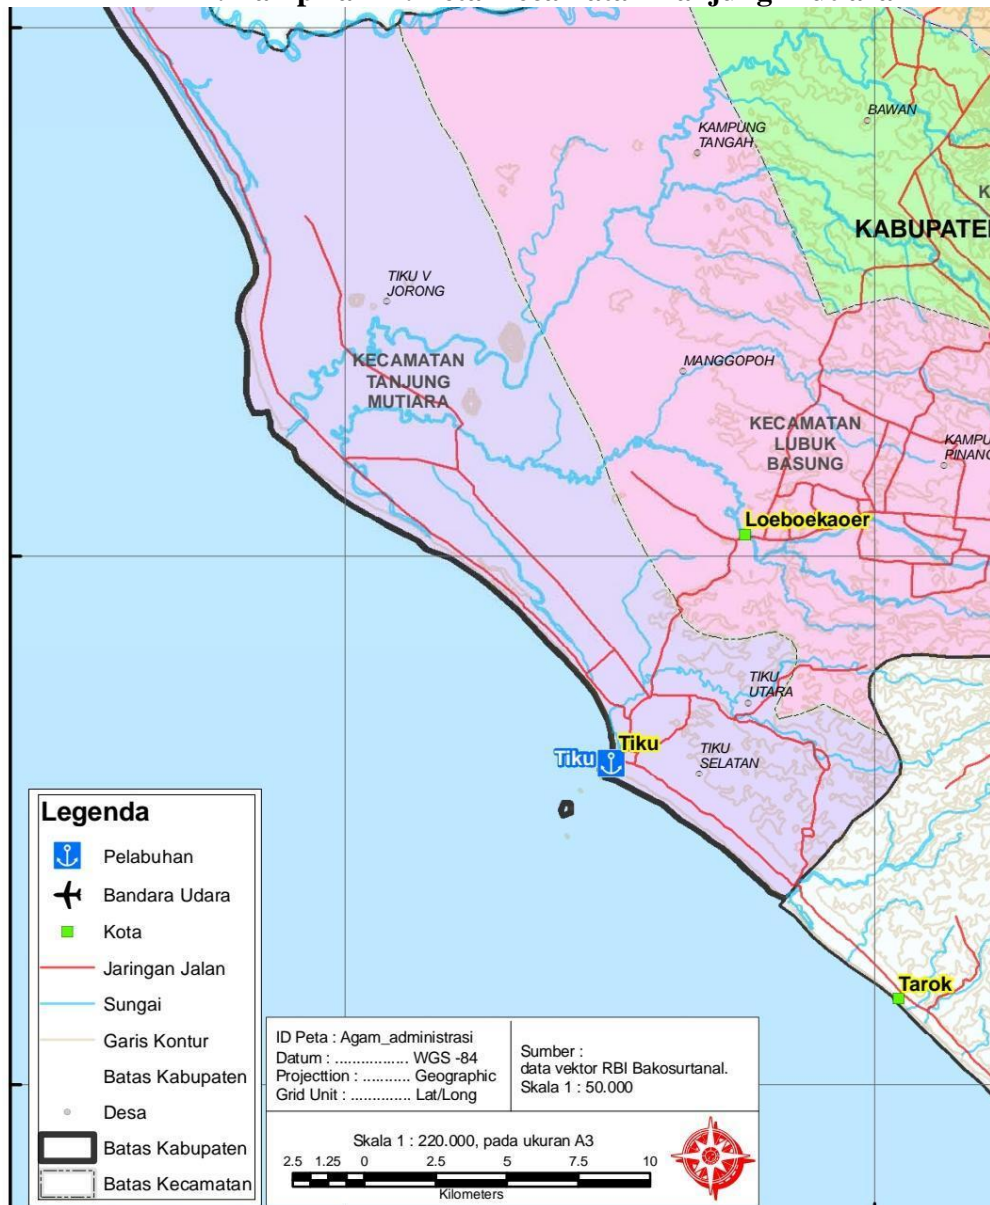 BAWAN
KAMPUNG
TANGAH
KABUPATE
TIKU V
JORONG
KECAMATAN
TANJUNG
MUTIARA
MANGGOPOH
KECAMATAN
LUBUK
BASUNG
KAMPU
PINANG
Loeboekaoer
TIKU
UTARA
Tiku
Tiku
TIKU
SELATAN
Tarok
Legenda
Pelabuhan
Bandara Udara
Kota
Jaringan Jalan
Sungai
Garis Kontur
Batas Kabupaten
Desa
Batas Kabupaten
Batas Kecamatan
ID Peta : Agam_administrasi
Datum : ................ WGS -84
Projecttion : .......... Geographic
Grid Unit : .............. Lat/Long
Sumber :
data vektor RBI Bakosurtanal.
Skala 1 : 50.000
Skala 1 : 220.000, pada ukuran A3
2.5 1.25 0 2.5 5 7.5 10
Kilometers